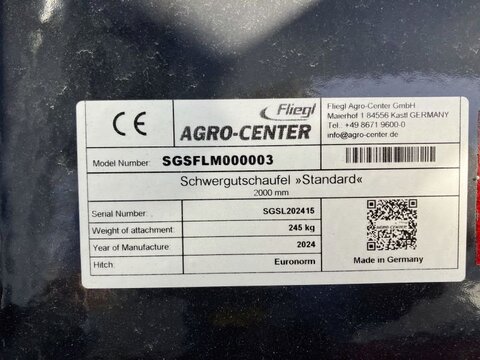 CE
Fliegl
AGRO-CENTER
Fliegl Agro-Center GmbH
Maierhof 1 84556 Kastl GERMANY
Tel.: +49 8671 9600-0
info@agro-center.de
Model Number: SGSFLM000003
Schwergutschaufel »Standard«
2000 mm
Serial Number: SGSL202415
Weight of attachment: 245 kg
Year of Manufacture: 2024
Hitch: Euronorm
AGRO-CENTER
Made in Germany